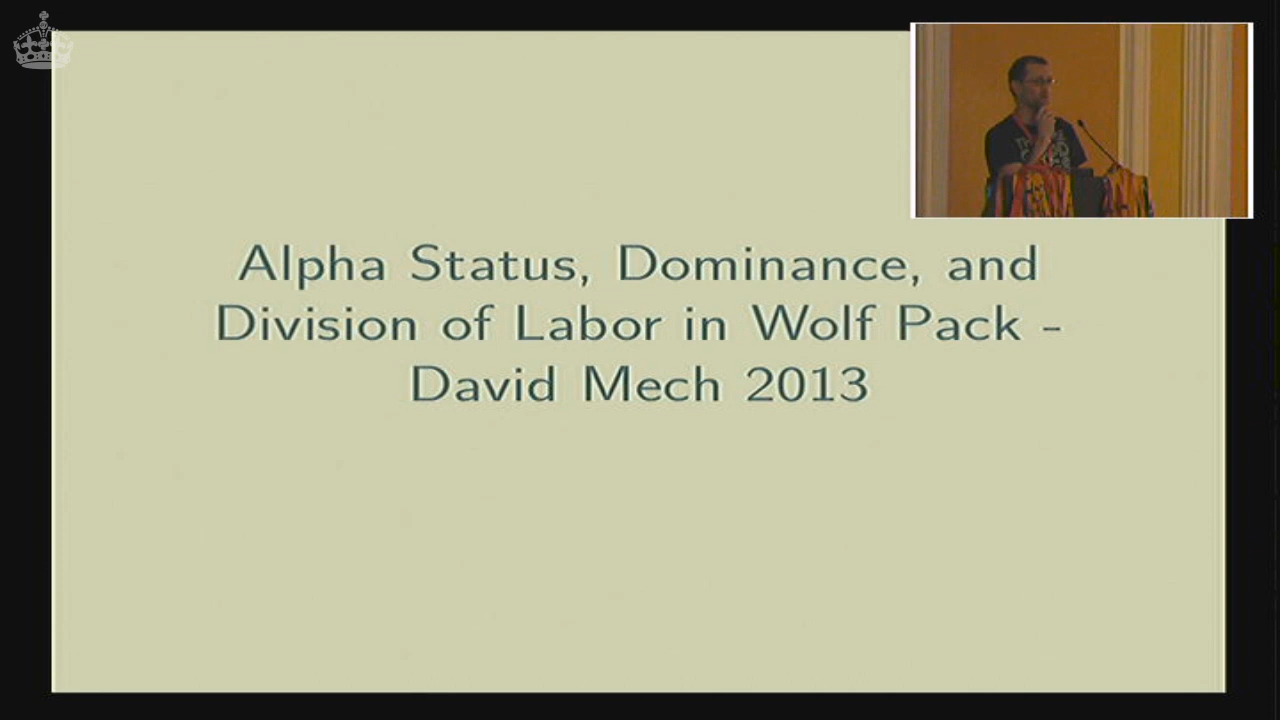 Alpha Status, Dominance, and
Division of Labor in Wolf Pack -
David Mech 2013